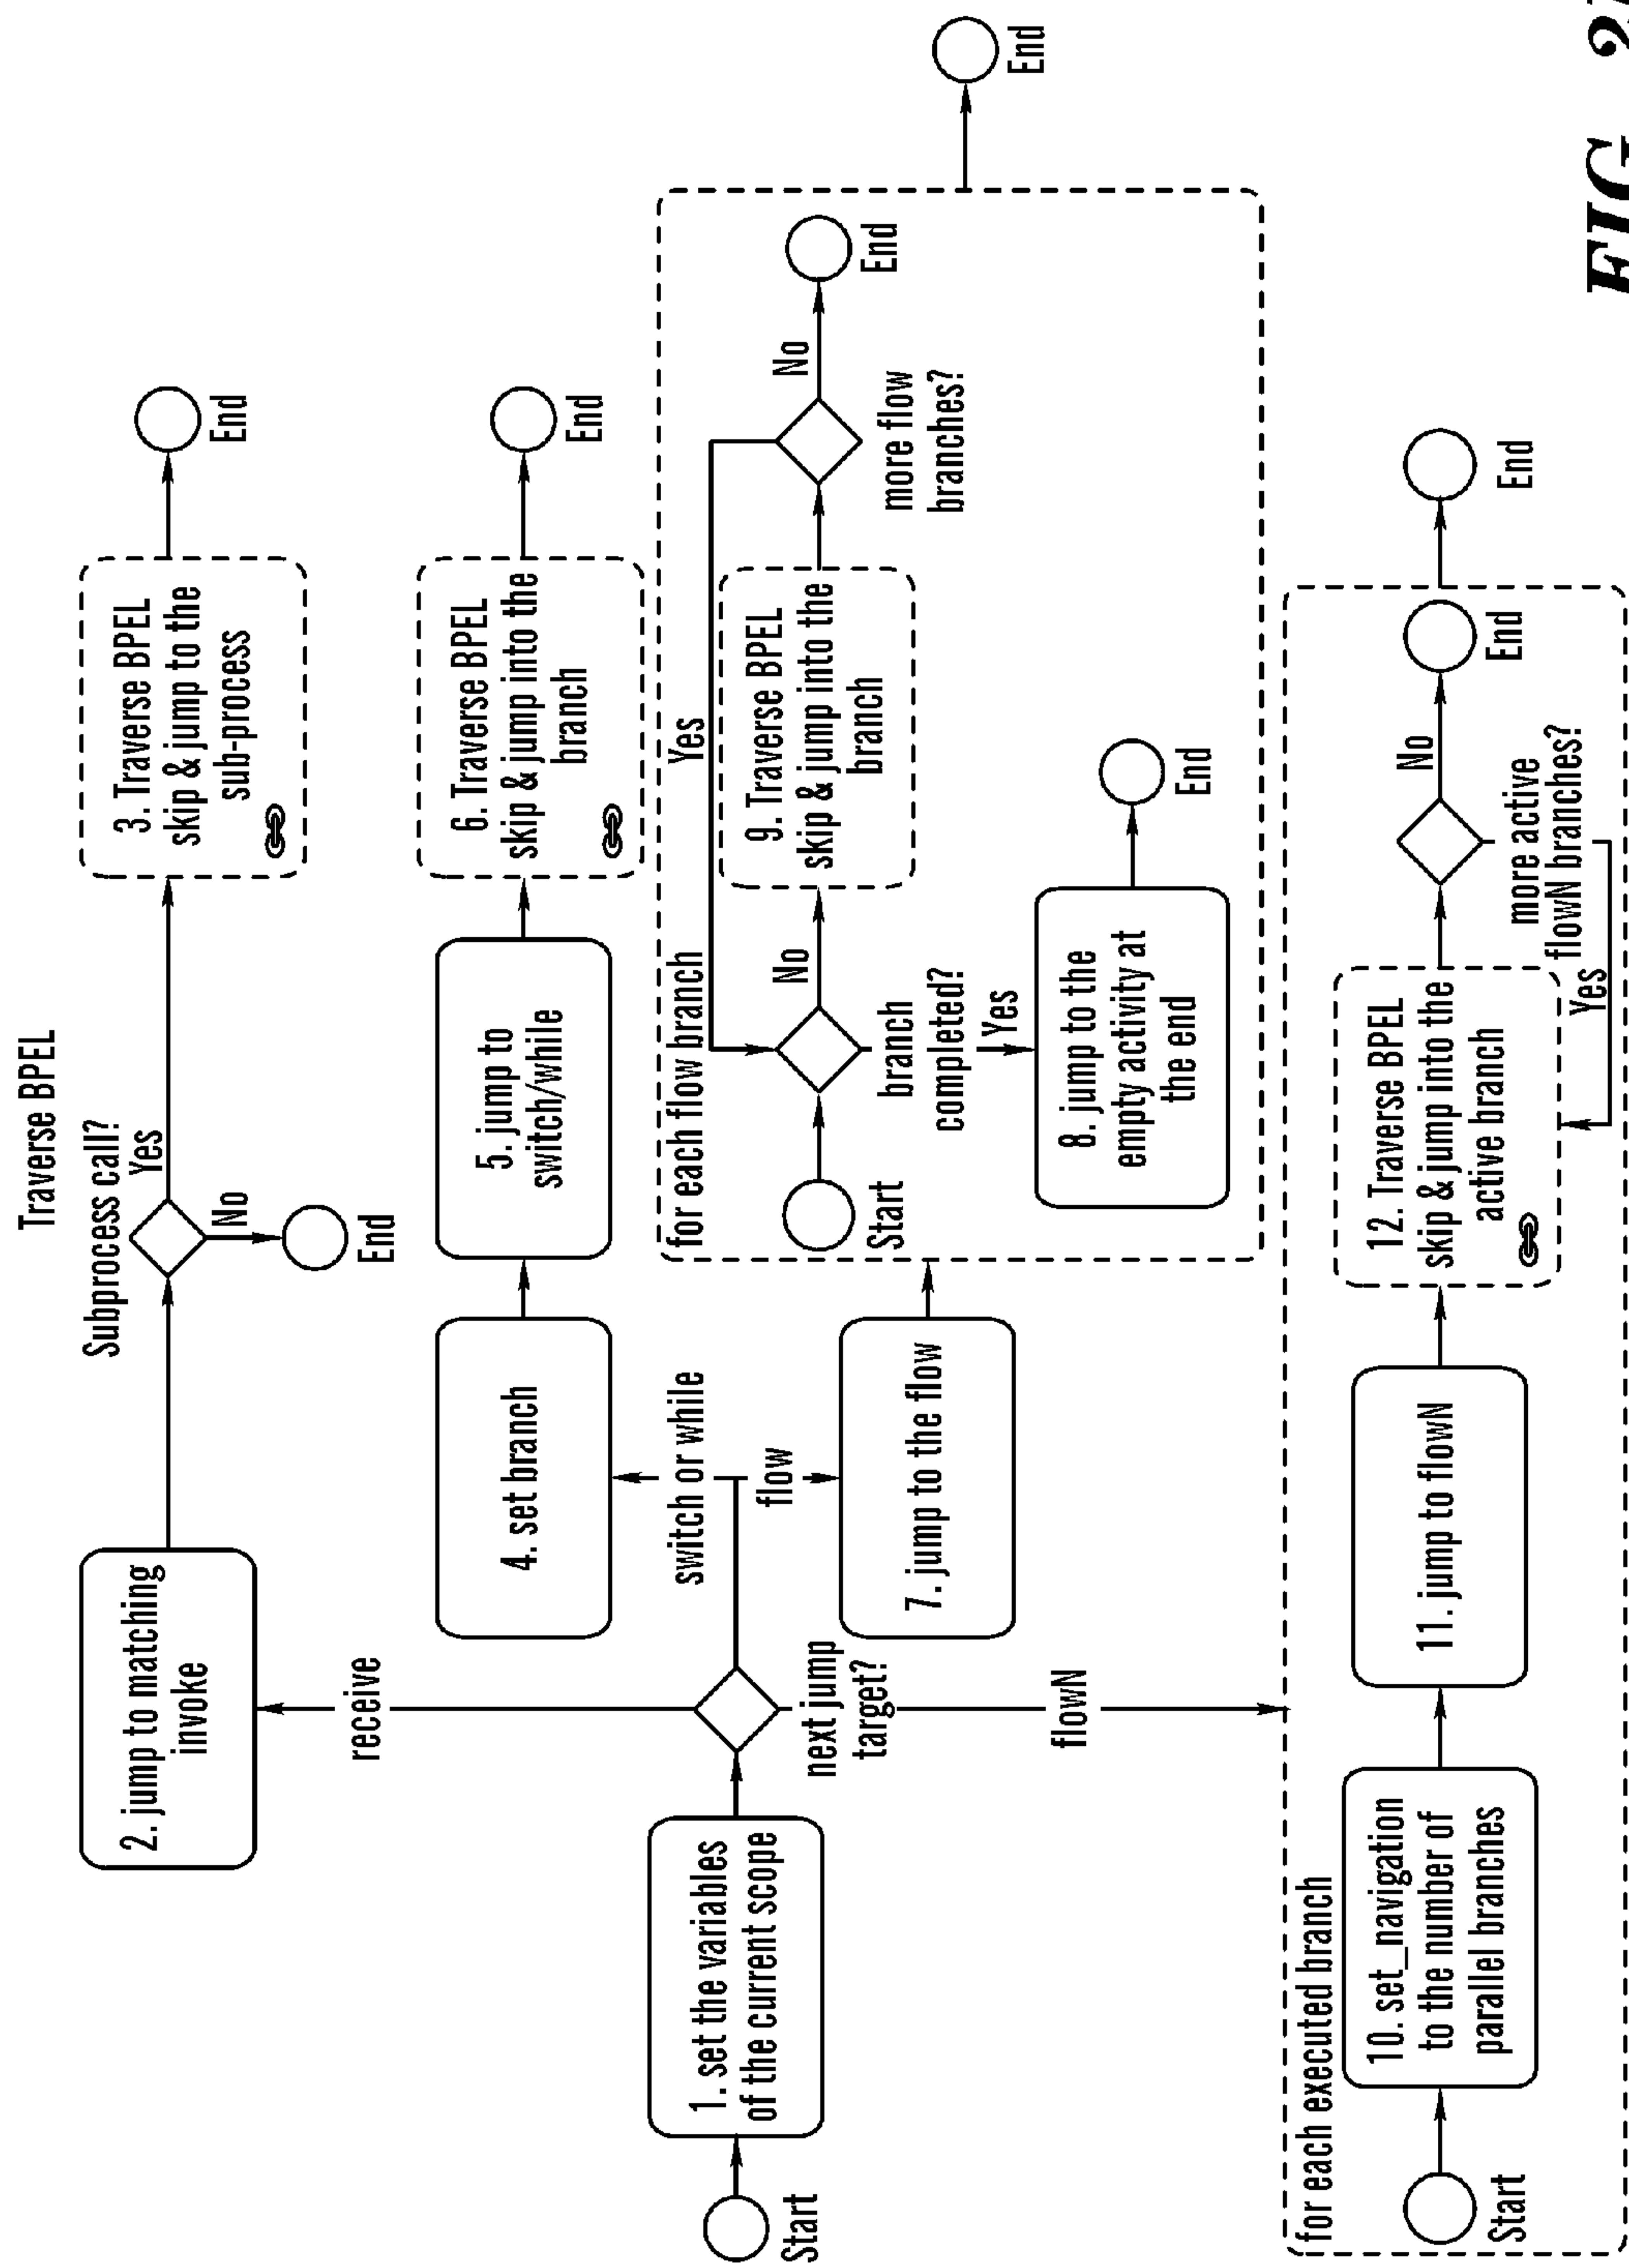 Traverse BPEL
Subprocess call?
Yes
No
End
2. jump to matching
invoke
3. Traverse BPEL
skip & jump to the
sub-process
End
receive
4. set branch
5. jump to
switch/while
6. Traverse BPEL
skip & jump into the
branch
End
switch or while
flow
Start
1. set the variables
of the current scope
next jump
target?
7. jump to the flow
flowN
for each flow branch
Yes
Start
No
branch
completed?
Yes
9. Traverse BPEL
skip & jump into the
branch
more flow
branches?
No
End
8. jump to the
empty activity at
the end
End
End
for each executed branch
Start
10. set_navigation
to the number of
parallel branches
11. jump to flowN
12. Traverse BPEL
skip & jump into the
active branch
more active
flowN branches?
Yes
No
End
End
FIG.